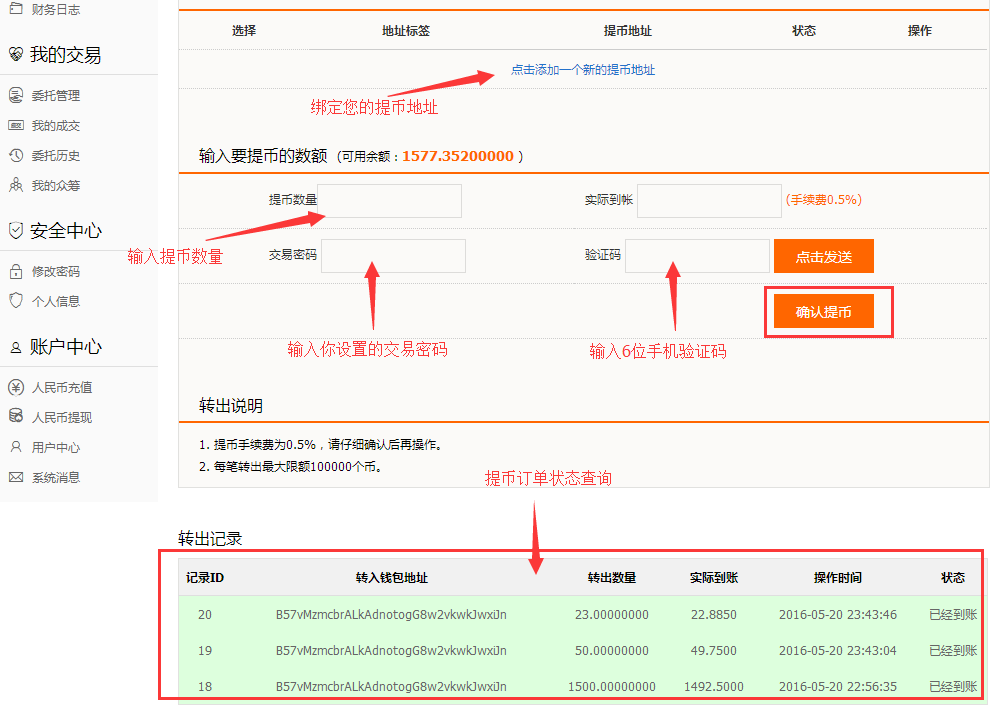 财务日志
我的交易
委托管理
我的成交
委托历史
我的众筹
安全中心
修改密码
个人信息
账户中心
人民币充值
人民币提现
用户中心
系统消息
选择 地址标签 提币地址 状态 操作
点击添加一个新的提币地址
绑定您的提币地址
输入要提币的数额 (可用余额：1577.35200000 )
提币数量 实际到帐 (手续费0.5%)
输入提币数量
交易密码 验证码 点击发送
确认提币
输入你设置的交易密码 输入6位手机验证码
转出说明
1. 提币手续费为0.5%，请仔细确认后再操作。
2. 每笔转出最大限额100000个币。
提币订单状态查询
转出记录
记录ID 转入钱包地址 转出数量 实际到账 操作时间 状态
20 B57vMzmcbrALkAdnotogG8w2vkwkJwxiJn 23.00000000 22.8850 2016-05-20 23:43:46 已经到账
19 B57vMzmcbrALkAdnotogG8w2vkwkJwxiJn 50.00000000 49.7500 2016-05-20 23:43:04 已经到账
18 B57vMzmcbrALkAdnotogG8w2vkwkJwxiJn 1500.00000000 1492.5000 2016-05-20 22:56:35 已经到账